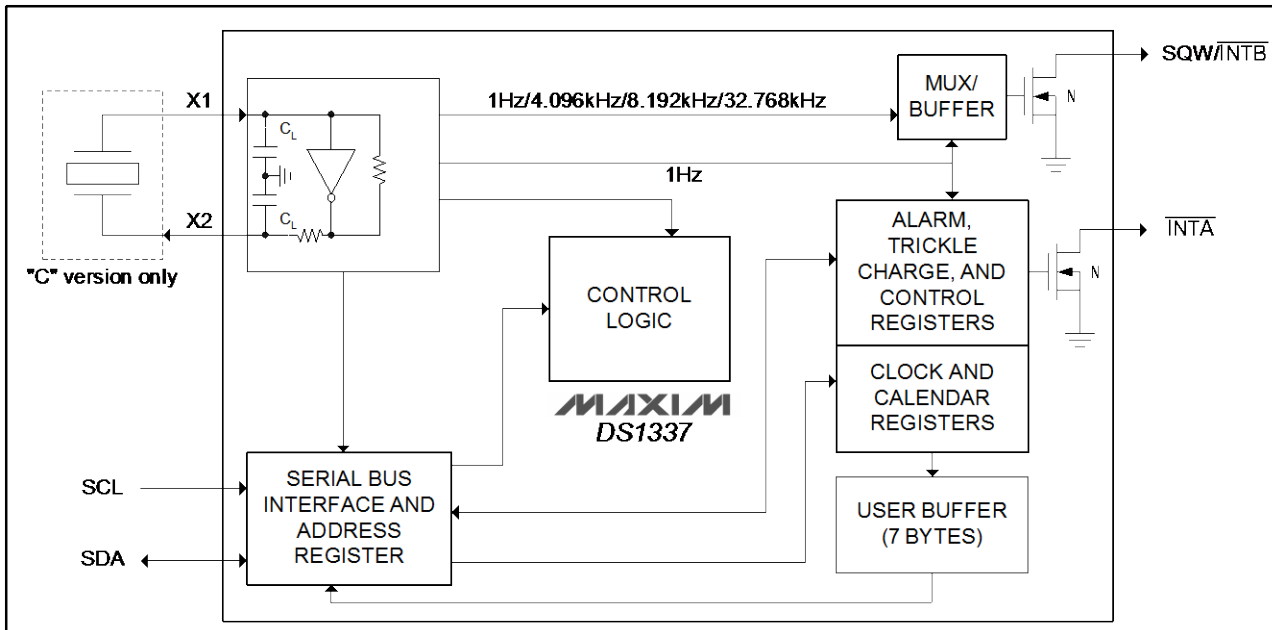 SQW/INTB
X1
1Hz/4.096kHz/8.192kHz/32.768kHz
MUX/
BUFFER
N
CL
1Hz
X2
CL
"C" version only
ALARM,
TRICKLE
CHARGE, AND
CONTROL
REGISTERS
INTA
N
CONTROL
LOGIC
CLOCK AND
CALENDAR
REGISTERS
MAXIM
DS1337
SCL
SDA
SERIAL BUS
INTERFACE AND
ADDRESS
REGISTER
USER BUFFER
(7 BYTES)